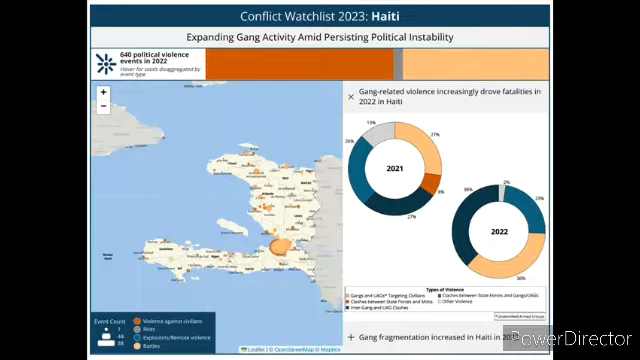 Conflict Watchlist 2023: Haiti
Expanding Gang Activity Amid Persisting Political Instability
640 political violence
events in 2022
Hover for totals disaggregated by
event type
+
−
Gang-related violence increasingly drove fatalities in
2022 in Haiti
13%
27%
26%
2021
8%
27%
2%
38%
23%
2022
36%
Types of Violence
Gangs and UAGs* Targeting Civilians
Clashes between State Forces and Gangs/UAGs
Clashes between State Forces and Mobs
Other Violence
Inter-Gang and UAG Clashes
*Unidentified Armed Groups
Event Count
1
44
88
Violence against civilians
Riots
Explosions/Remote violence
Battles
Leaflet | © OpenStreetMap © Mapbox
Gang fragmentation increased in Haiti in
PowerDirector